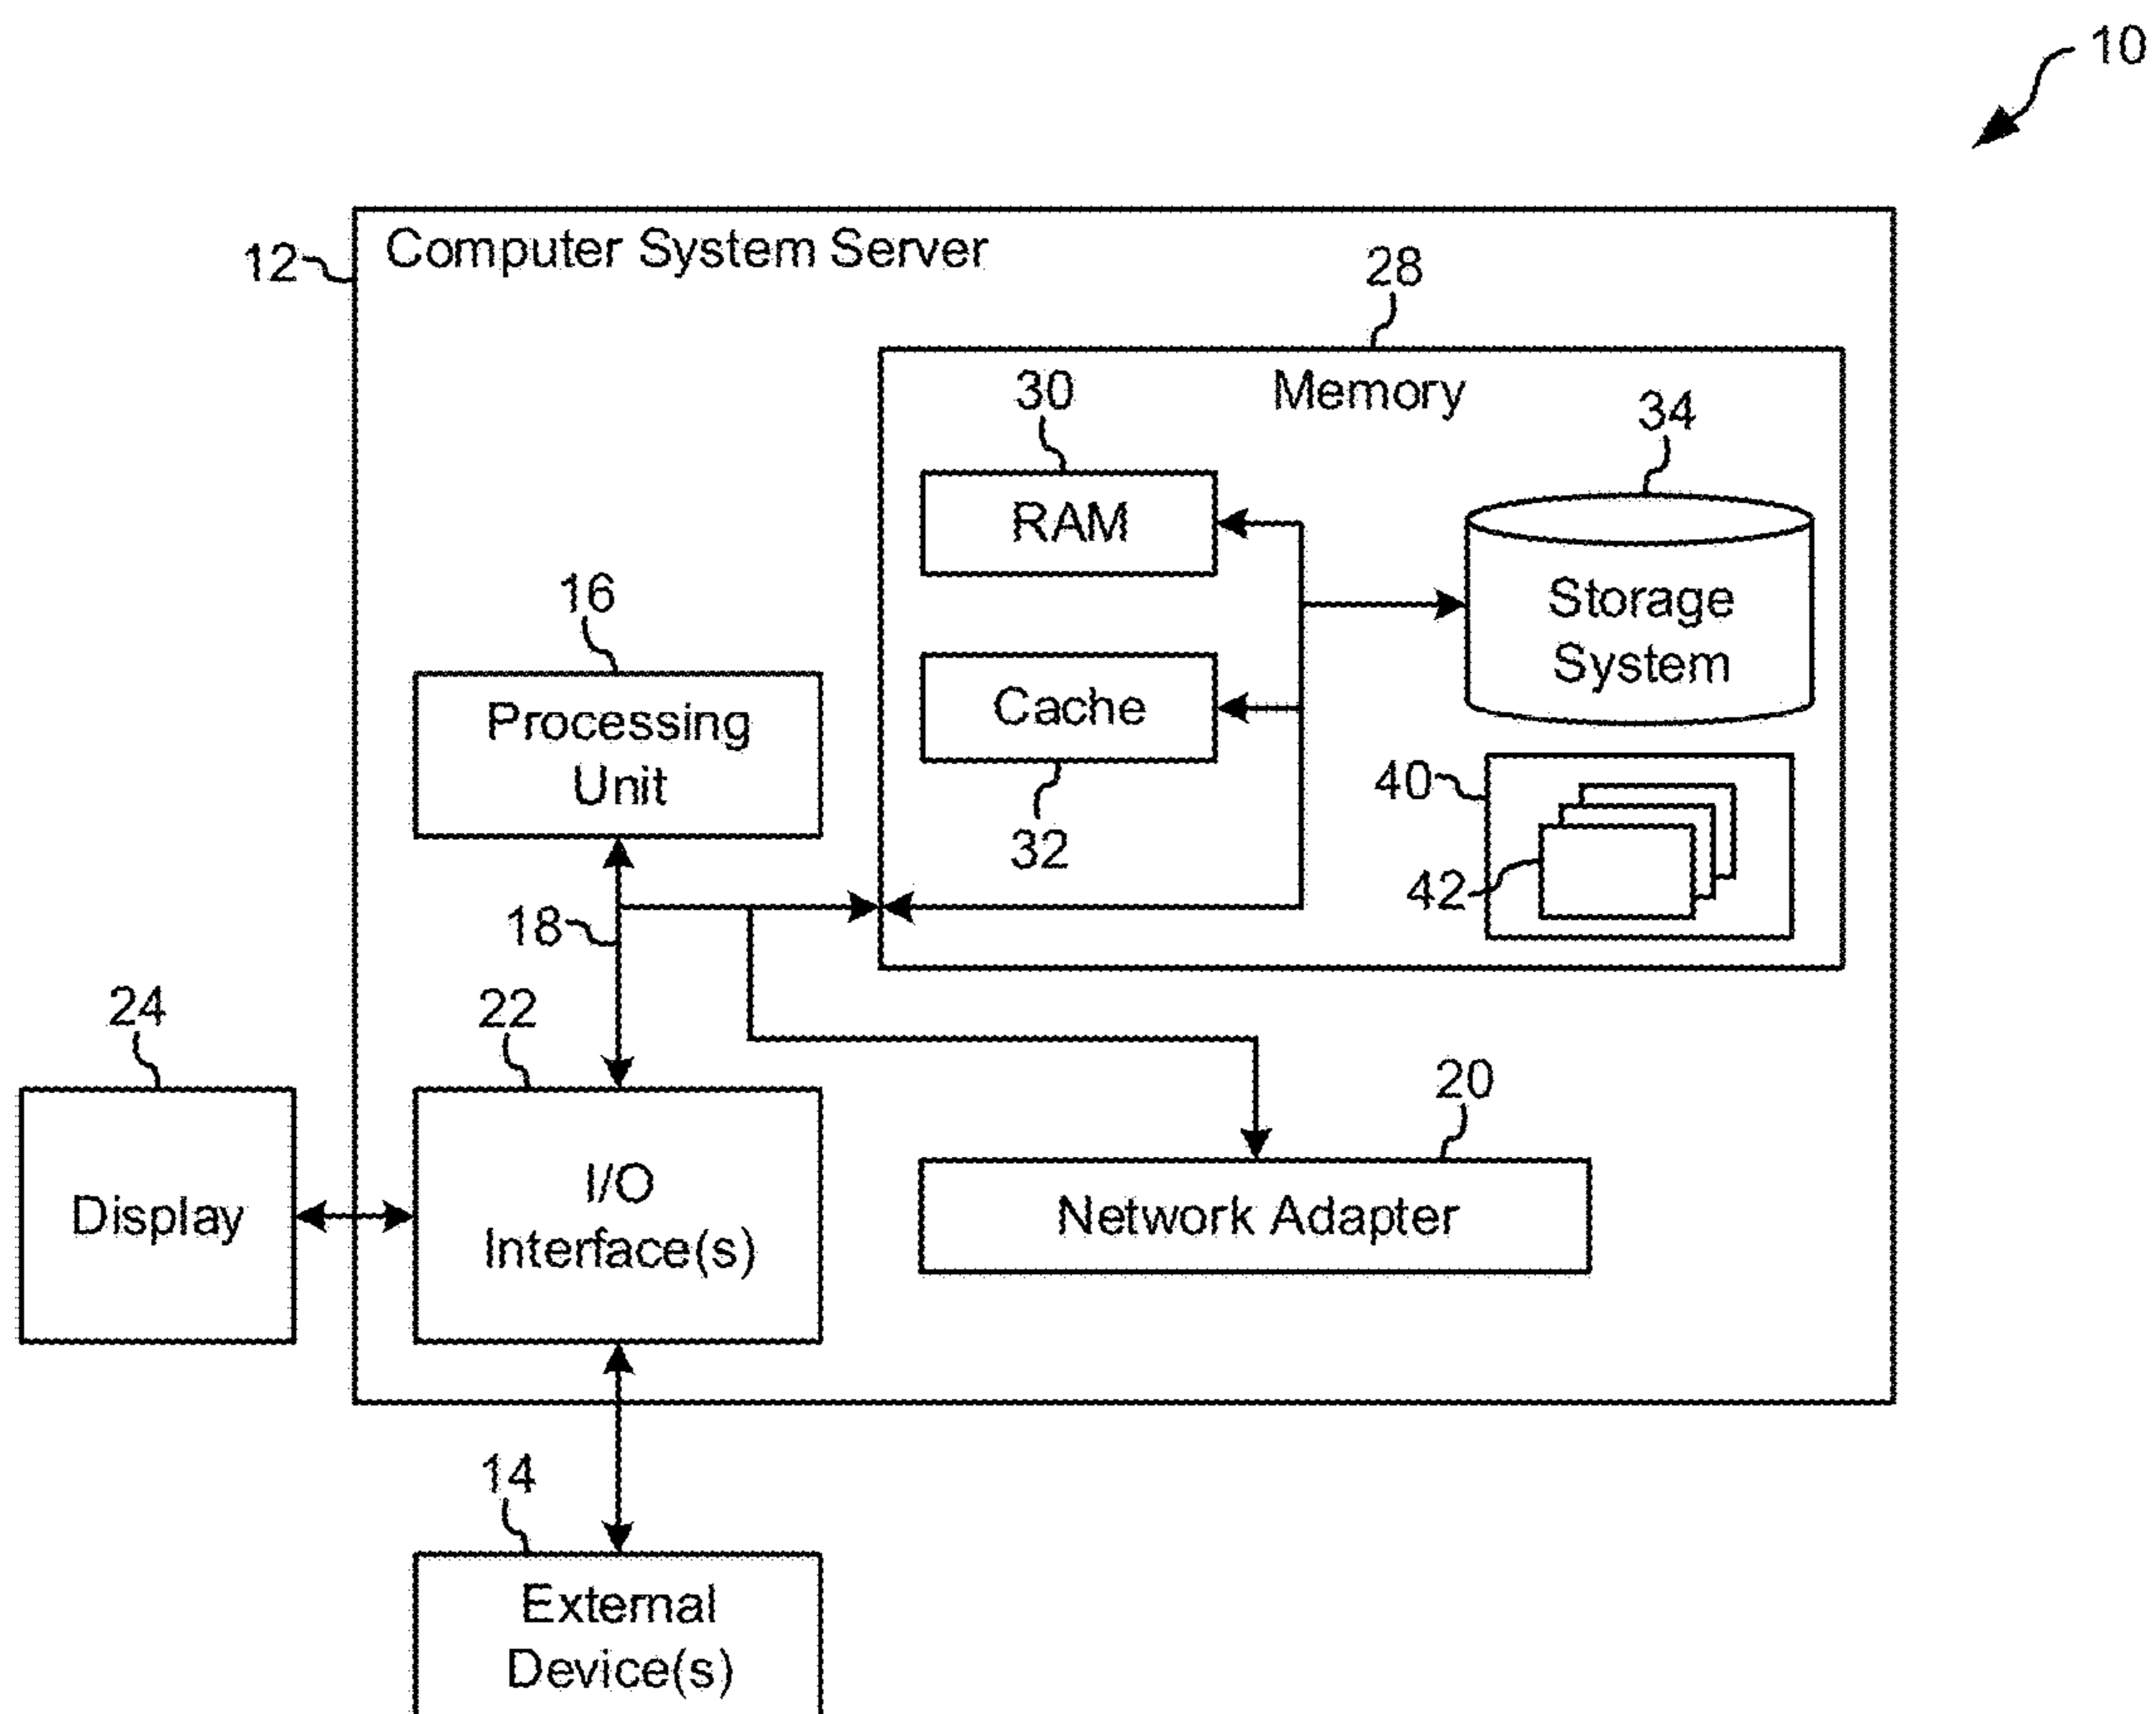 10
12
Computer System Server
28
Memory
30
34
RAM
Storage
System
16
Processing
Unit
Cache
32
40
42
18
24
22
20
Display
I/O
Interface(s)
Network Adapter
14
External
Device(s)